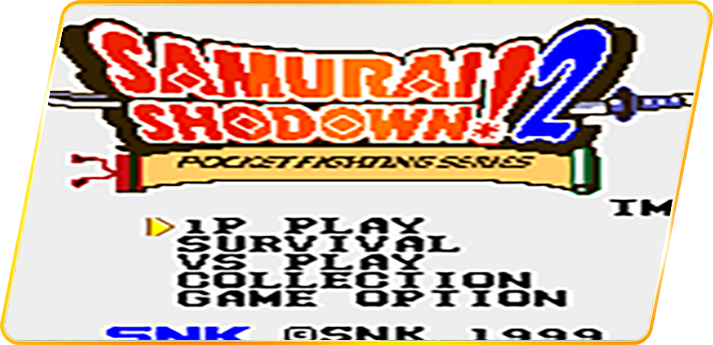 SAMURAI
SHODOWN! 2
POCKET FIGHTING SERIES
TM
1P PLAY
SURVIVAL
VS PLAY
COLLECTION
GAME OPTION
SNK ©SNK 1999